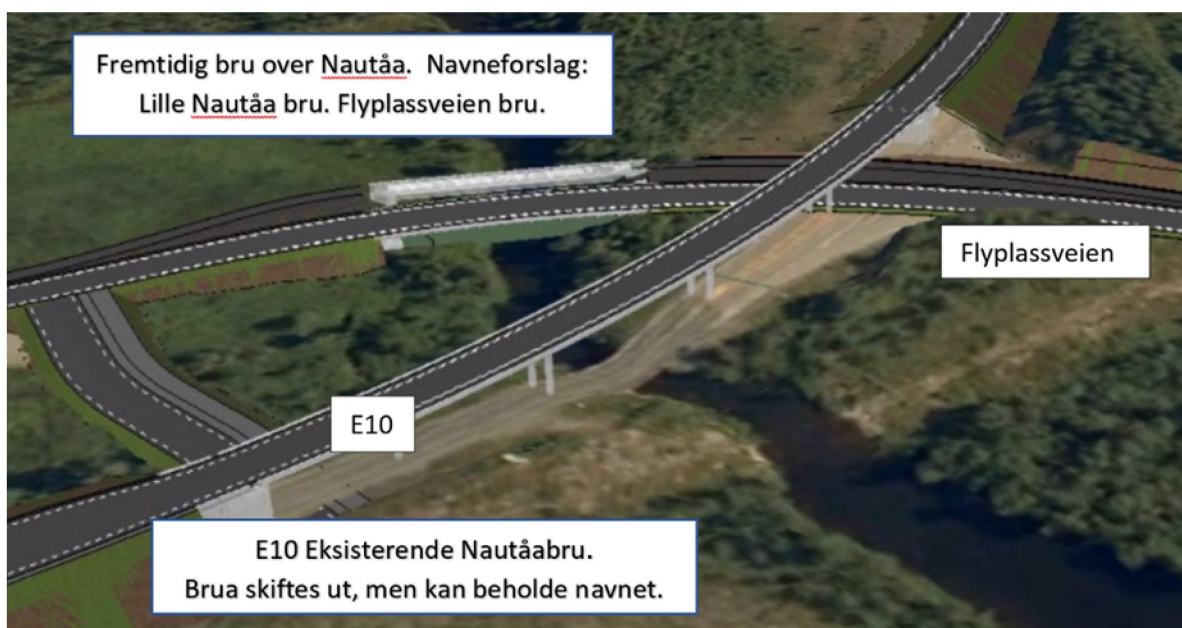 Fremtidig bru over Nautåa. Navneforslag:
Lille Nautåa bru. Flyplassveien bru.
Flyplassveien
E10
E10 Eksisterende Nautåabru.
Brua skiftes ut, men kan beholde navnet.